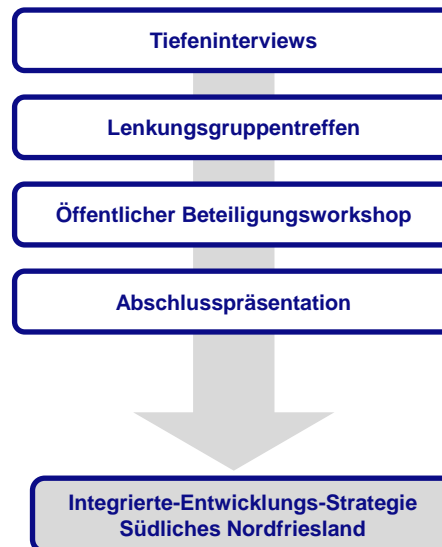 Tiefeninterviews
Lenkungsgruppentreffen
Öffentlicher Beteiligungsworkshop
Abschlusspräsentation
Integrierte-Entwicklungs-Strategie
Südliches Nordfriesland